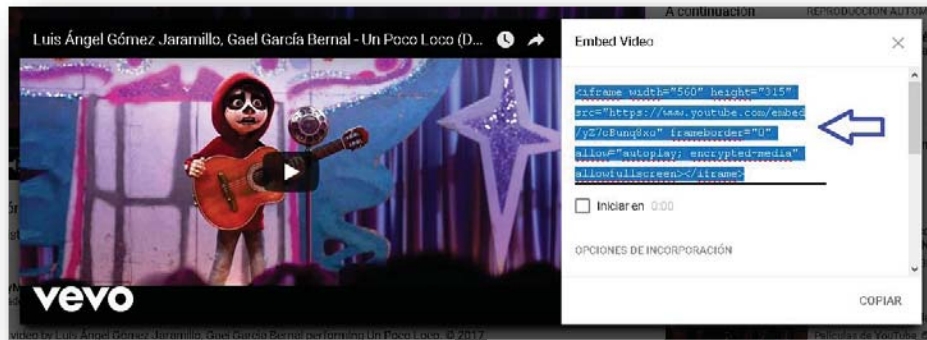 A continuación
REPRODUCCIÓN AUTOM
Luis Ángel Gómez Jaramillo, Gael García Bernal - Un Poco Loco (D...
Embed Video
<iframe width="560" height="315"
src="https://www.youtube.com/embed
/yZ7oBunq8xo" frameborder="0"
allow="autoplay; encrypted-media"
allowfullscreen></iframe>
Iniciar en 0:00
OPCIONES DE INCORPORACIÓN
vevo
COPIAR
video by Luis Ángel Gómez Jaramillo, Gael García Bernal performing Un Poco Loco. © 2017
Películas de YouTube